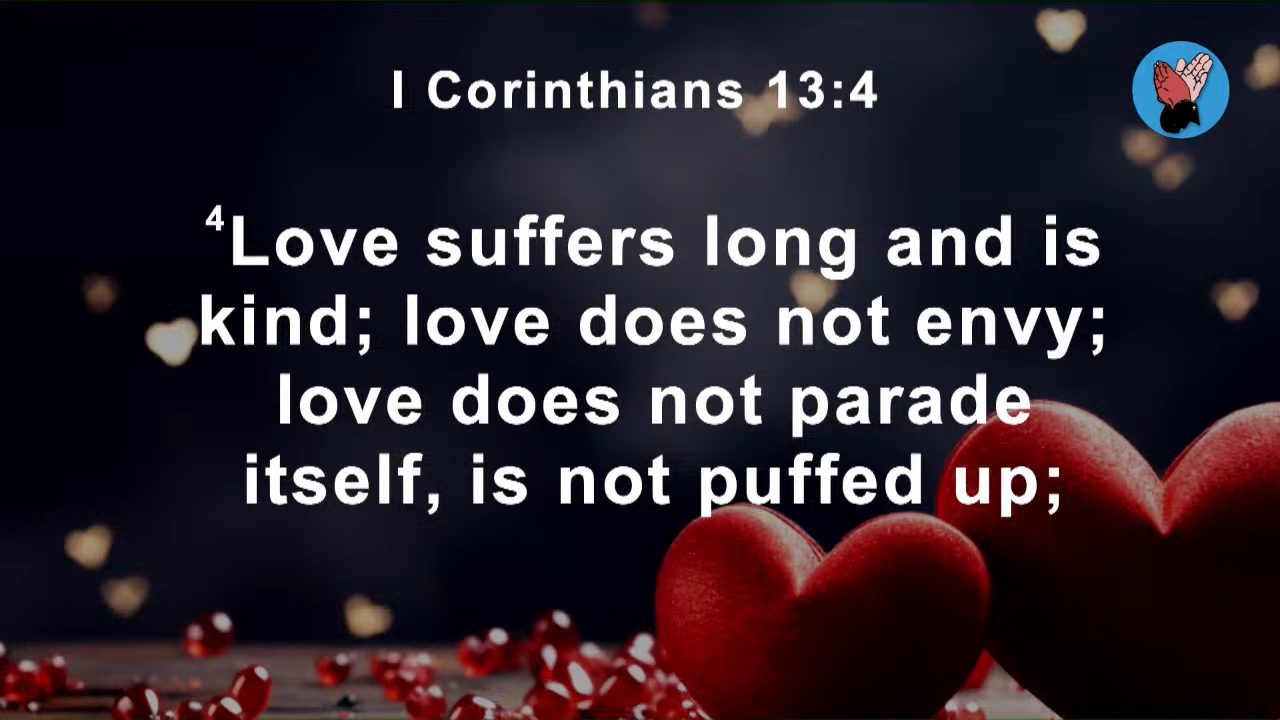 I Corinthians 13:4
4Love suffers long and is
kind; love does not envy;
love does not parade
itself, is not puffed up;